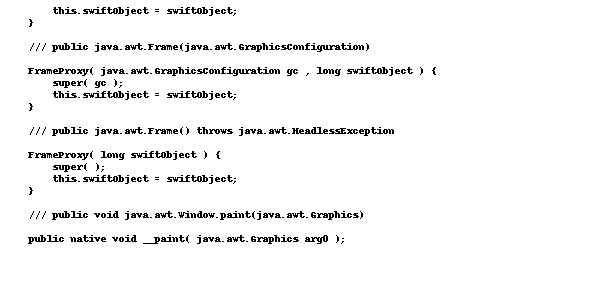 this.swiftObject = swiftObject;
}
/// public java.awt.Frame(java.awt.GraphicsConfiguration)
FrameProxy( java.awt.GraphicsConfiguration gc , long swiftObject ) {
super( gc );
this.swiftObject = swiftObject;
}
/// public java.awt.Frame() throws java.awt.HeadlessException
FrameProxy( long swiftObject ) {
super( );
this.swiftObject = swiftObject;
}
/// public void java.awt.Window.paint(java.awt.Graphics)
public native void __paint( java.awt.Graphics arg0 );